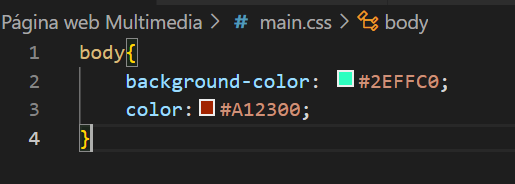 Página web Multimedia > # main.css > body
1 body{
2 background-color: #2EFFC0;
3 color: #A12300;
4 }